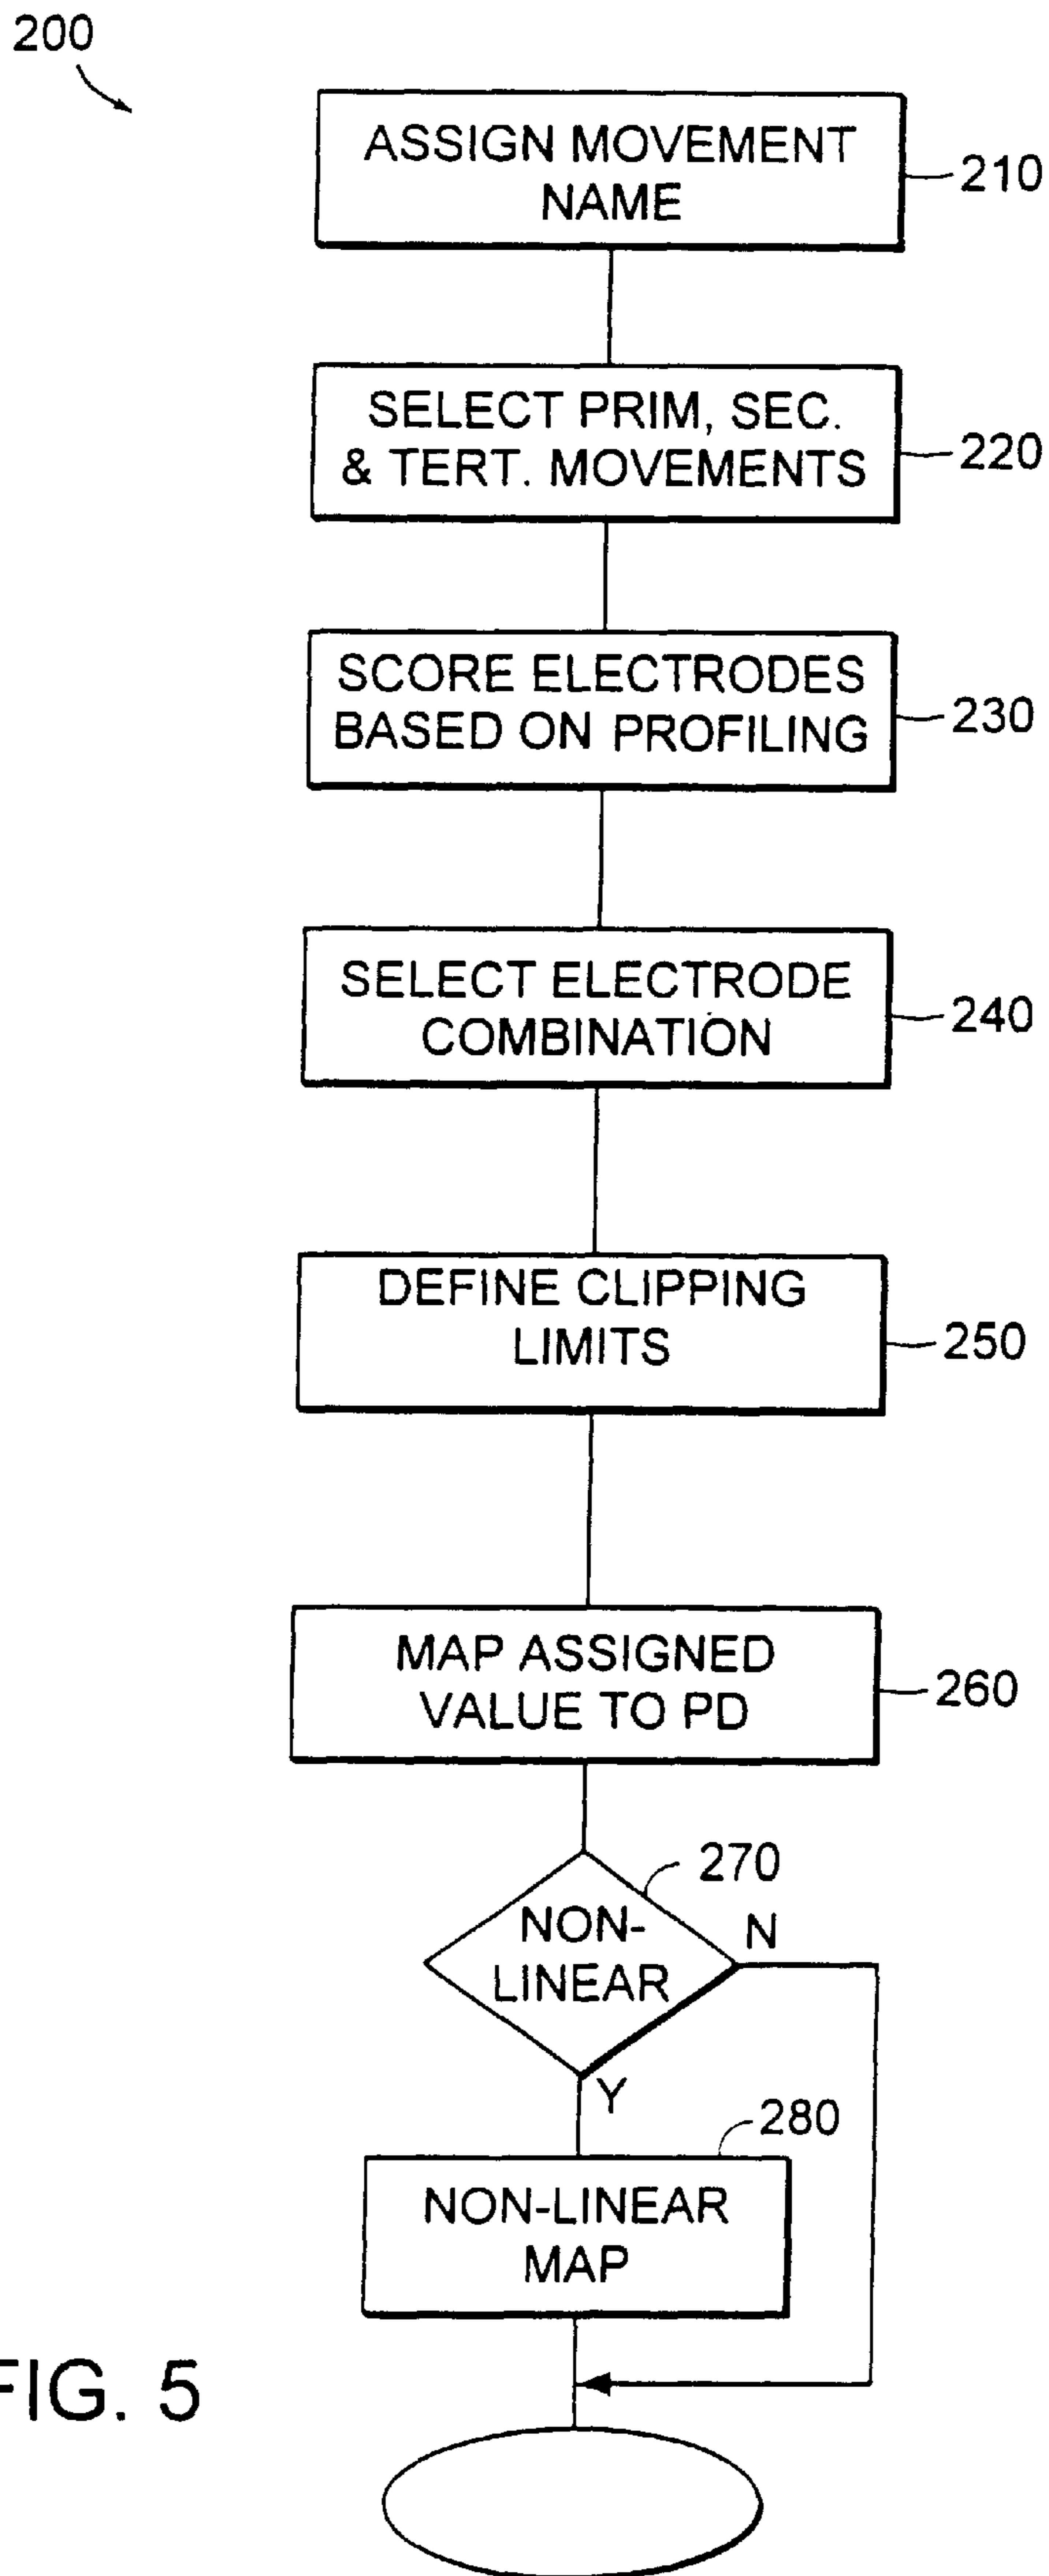 200
ASSIGN MOVEMENT
NAME
210
SELECT PRIM, SEC.
& TERT. MOVEMENTS
220
SCORE ELECTRODES
BASED ON PROFILING
230
SELECT ELECTRODE
COMBINATION
240
DEFINE CLIPPING
LIMITS
250
MAP ASSIGNED
VALUE TO PD
260
270
NON-
LINEAR
N
Y
280
NON-LINEAR
MAP
FIG. 5